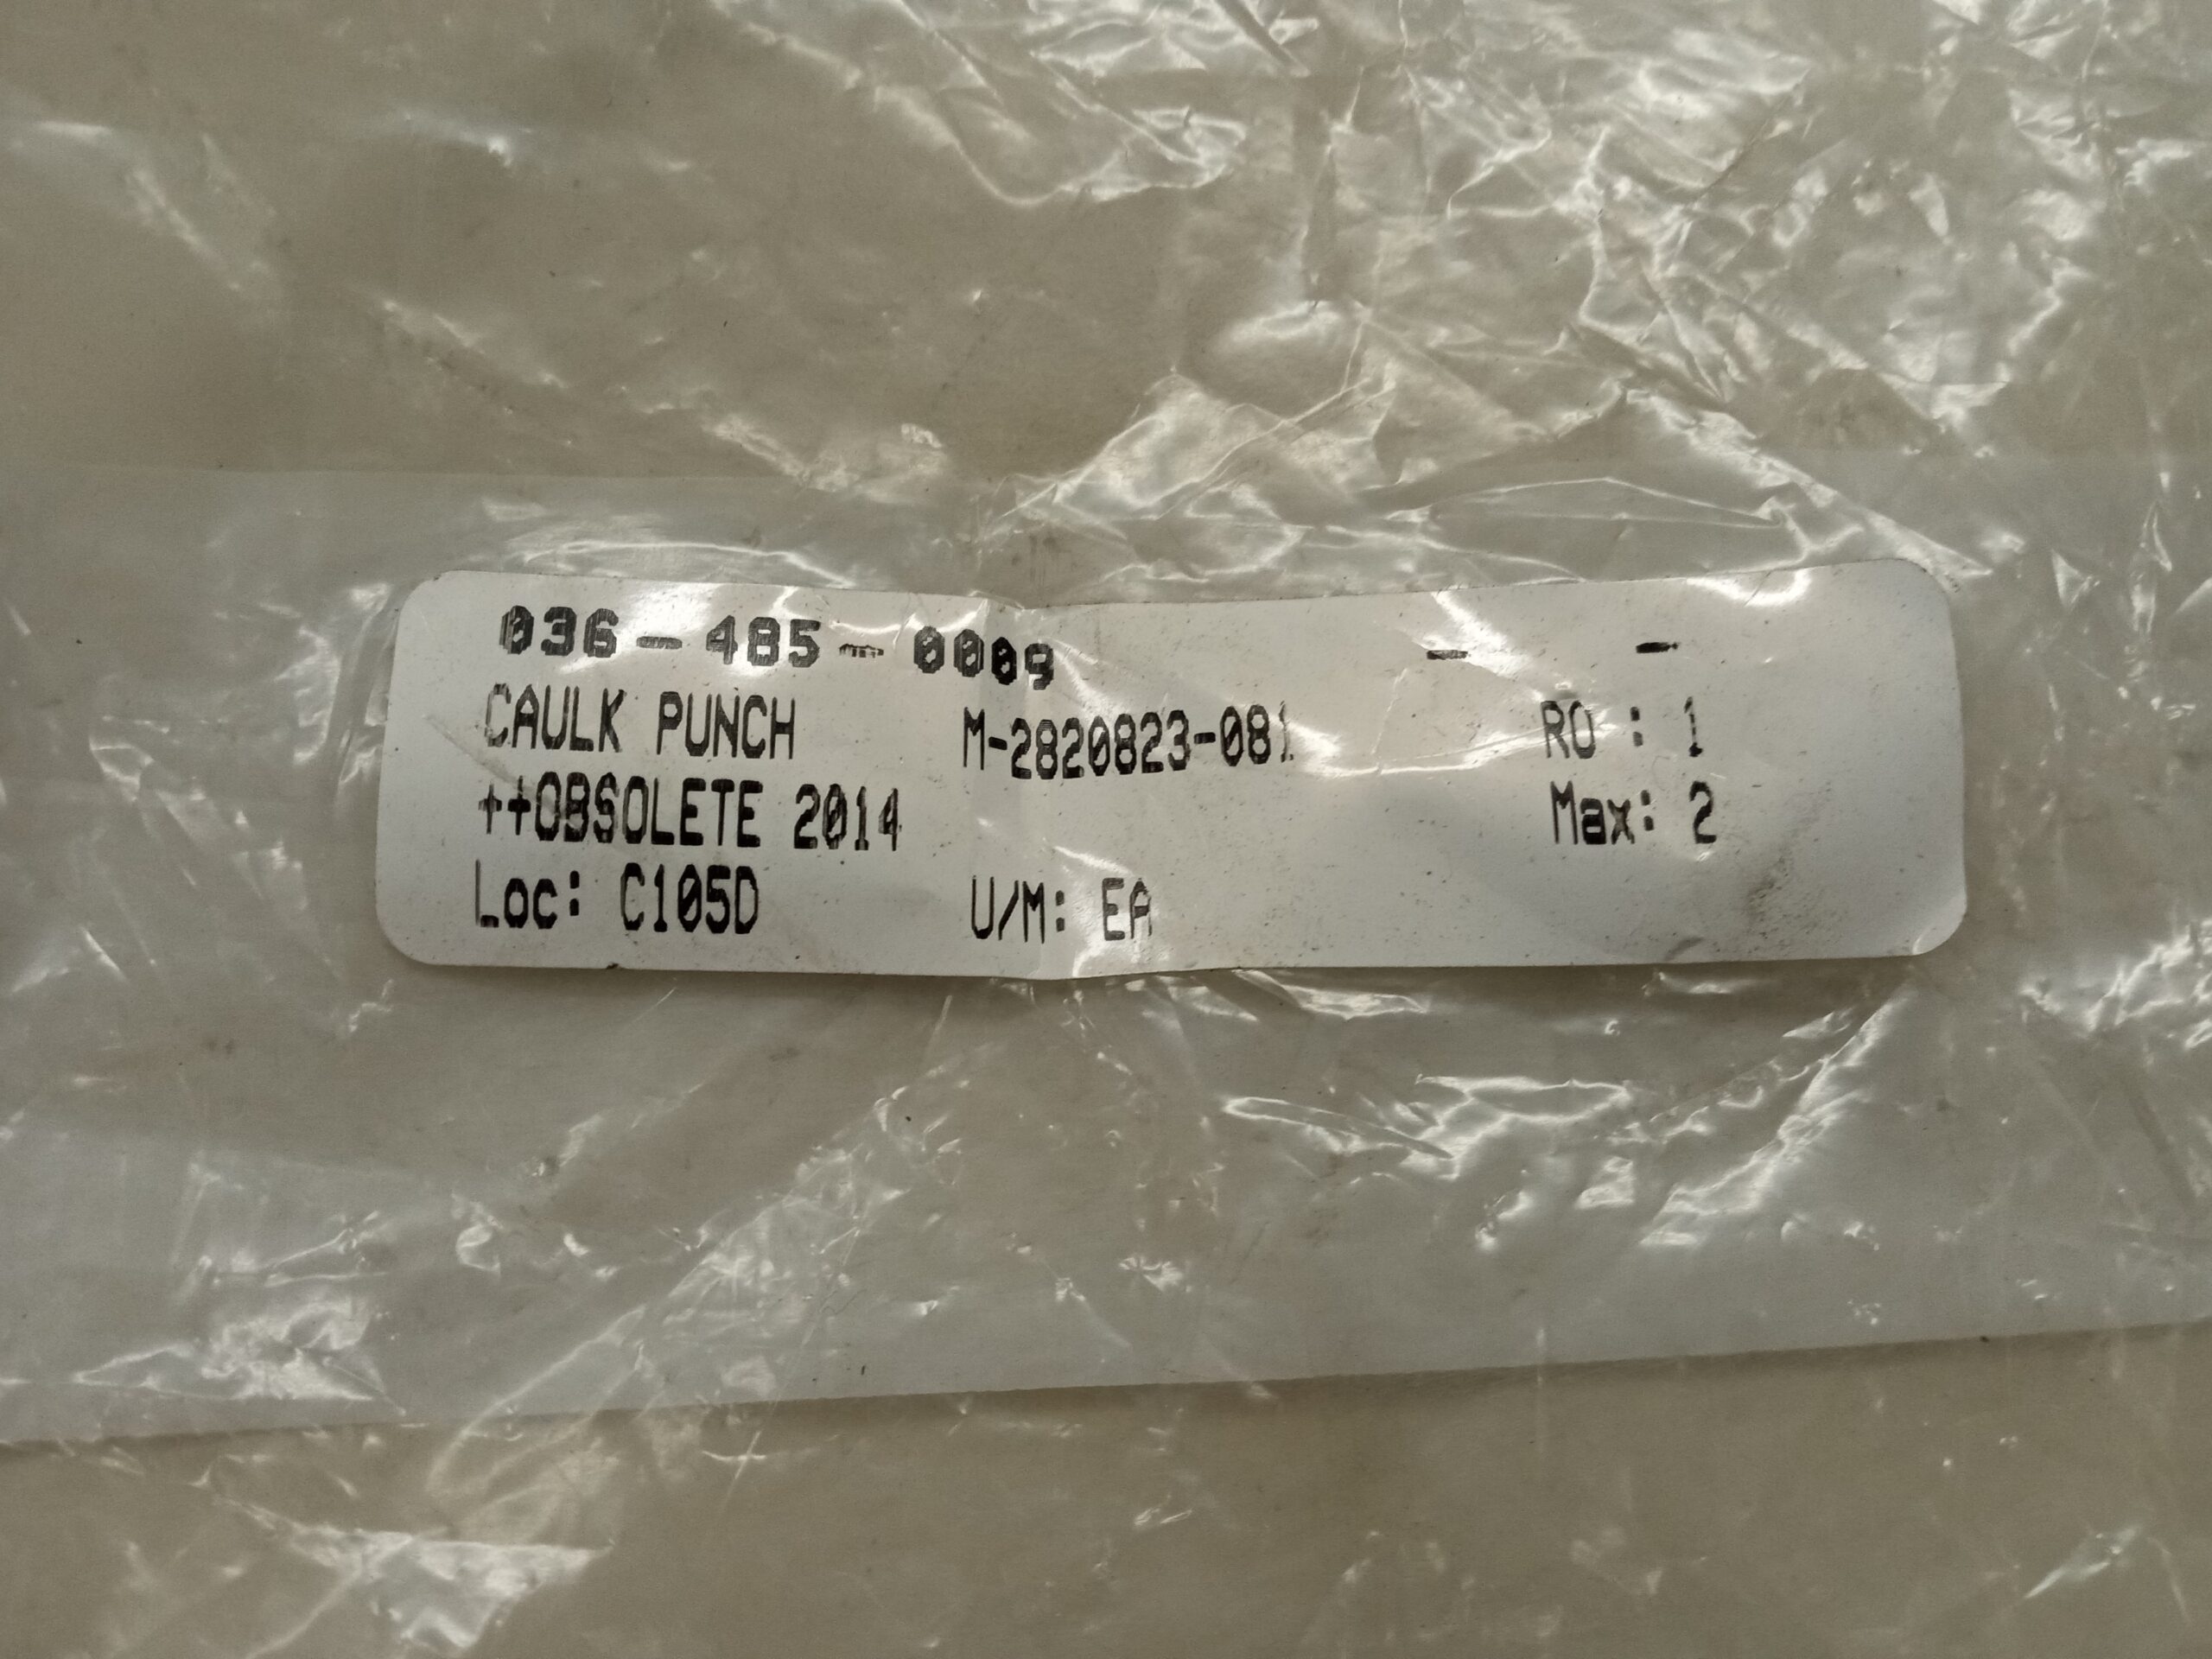 036-485-0009 - -
CAULK PUNCH M-2820823-081 RO : 1
++OBSOLETE 2014 Max: 2
Loc: C105D U/M: EA